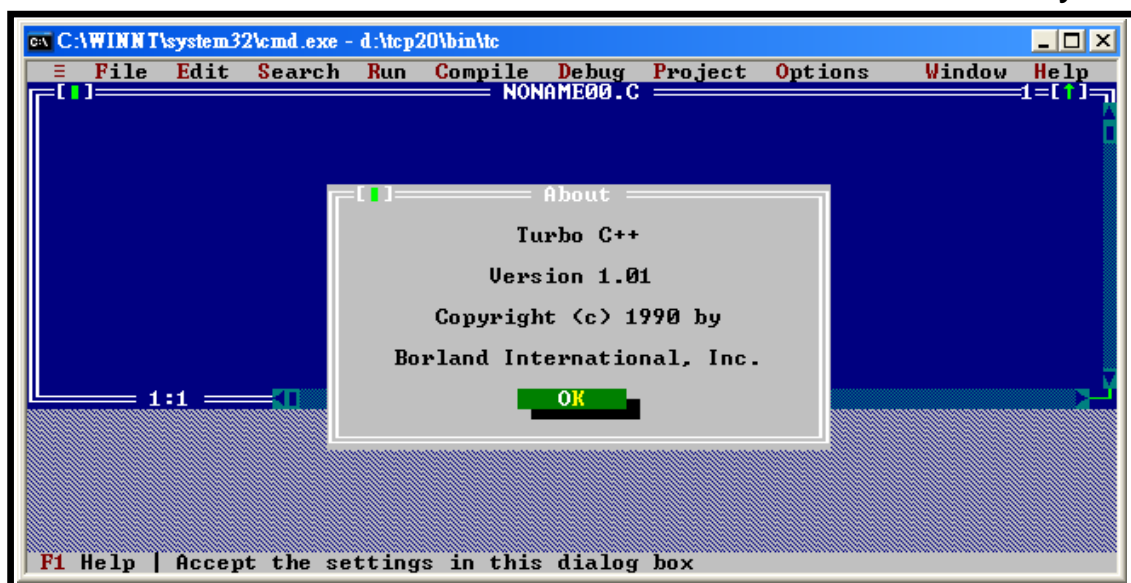 C:\WINNT\system32\cmd.exe - d:\tcp20\bin\tc
≡ File Edit Search Run Compile Debug Project Options Window Help
[▮] NONAME00.C 1=[↑]
[▮] About
Turbo C++
Version 1.01
Copyright (c) 1990 by
Borland International, Inc.
OK
1:1
F1 Help | Accept the settings in this dialog box